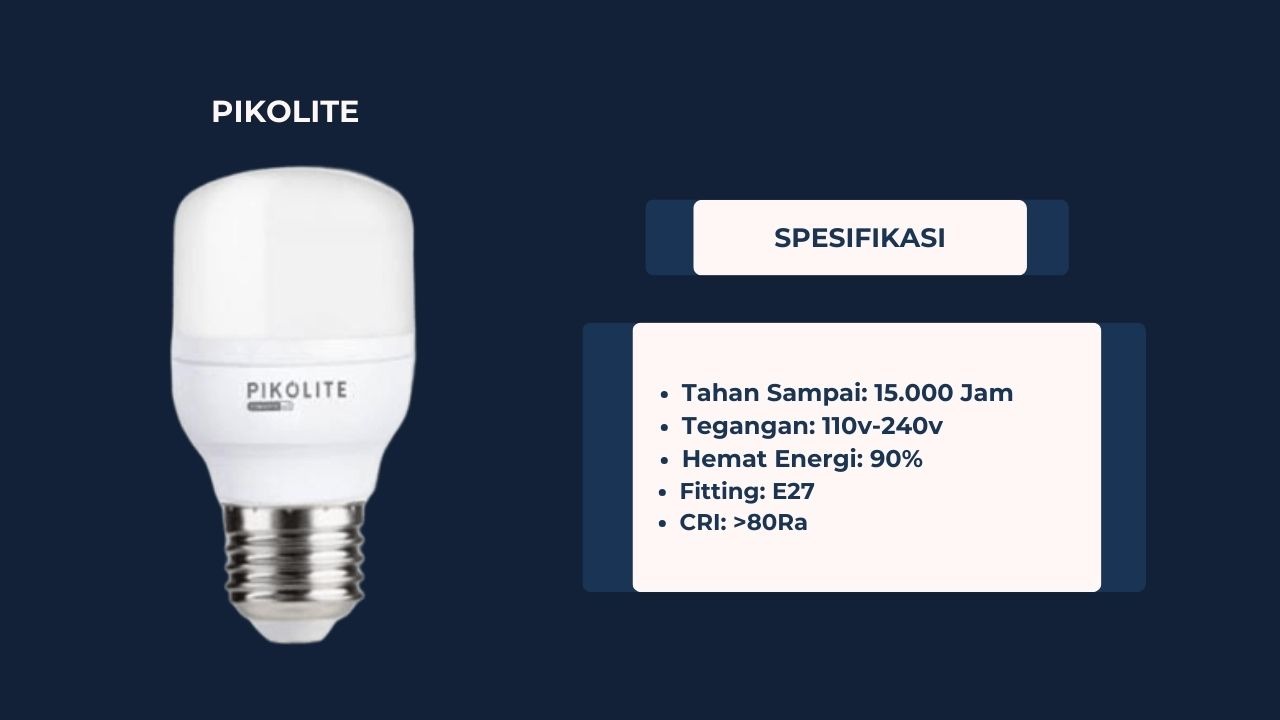 PIKOLITE
PIKOLITE
SPESIFIKASI
• Tahan Sampai: 15.000 Jam
• Tegangan: 110v-240v
• Hemat Energi: 90%
• Fitting: E27
• CRI: >80Ra